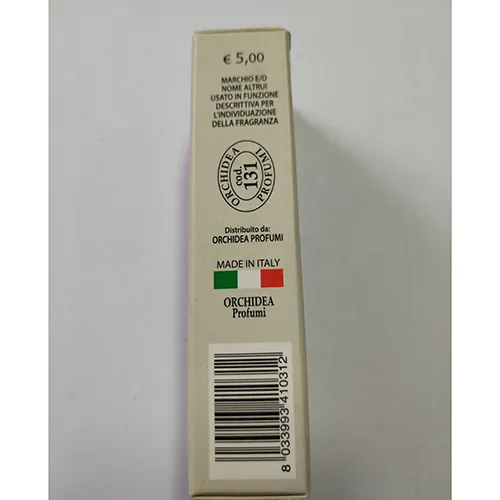 € 5,00
MARCHIO E/O
NOME ALTRUI
USATO IN FUNZIONE
DESCRITTIVA PER
L'INDIVIDUAZIONE
DELLA FRAGRANZA
ORCHIDEA PROFUMI
cod.
131
Distribuito da:
ORCHIDEA PROFUMI
MADE IN ITALY
ORCHIDEA
Profumi
8 033993 410312